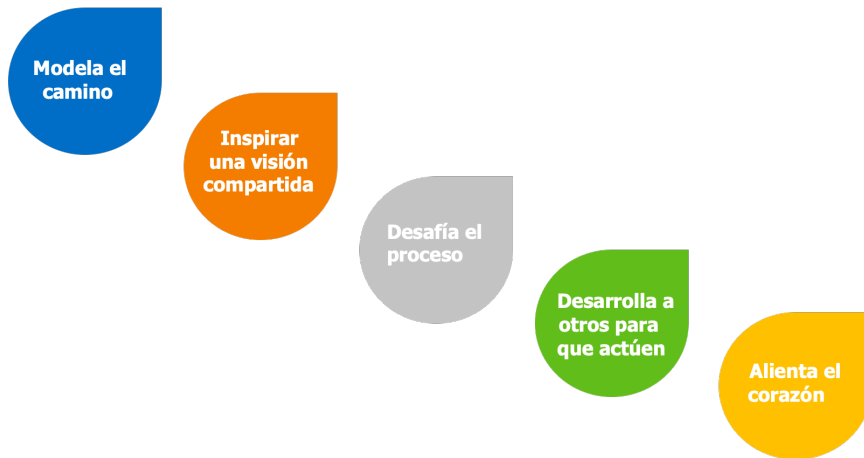 Modela el
camino
Inspirar
una visión
compartida
Desafía el
proceso
Desarrolla a
otros para
que actúen
Alienta el
corazón